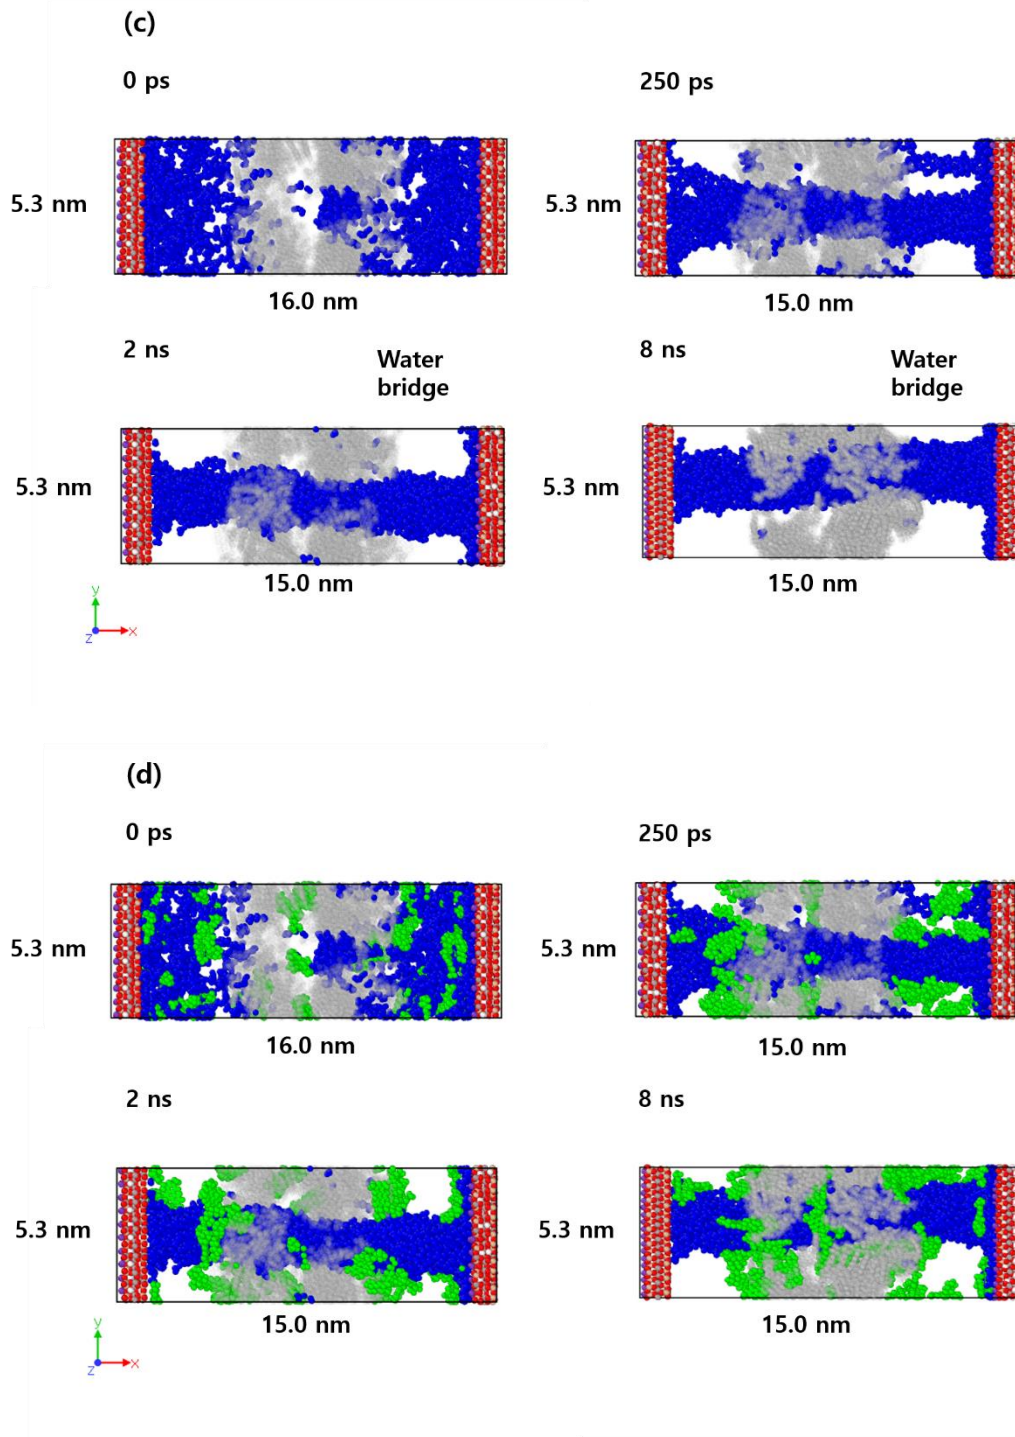 (c)
0 ps
250 ps
5.3 nm
5.3 nm
16.0 nm
15.0 nm
2 ns
Water
bridge
8 ns
Water
bridge
5.3 nm
5.3 nm
15.0 nm
15.0 nm
y
z
x
(d)
0 ps
250 ps
5.3 nm
5.3 nm
16.0 nm
15.0 nm
2 ns
8 ns
5.3 nm
5.3 nm
15.0 nm
15.0 nm
y
z
x